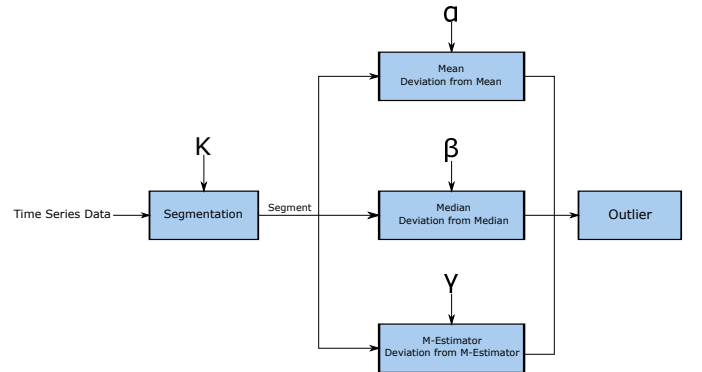 α
Mean
Deviation from Mean
K
β
Time Series Data
Segmentation
Segment
Median
Deviation from Median
Outlier
γ
M-Estimator
Deviation from M-Estimator